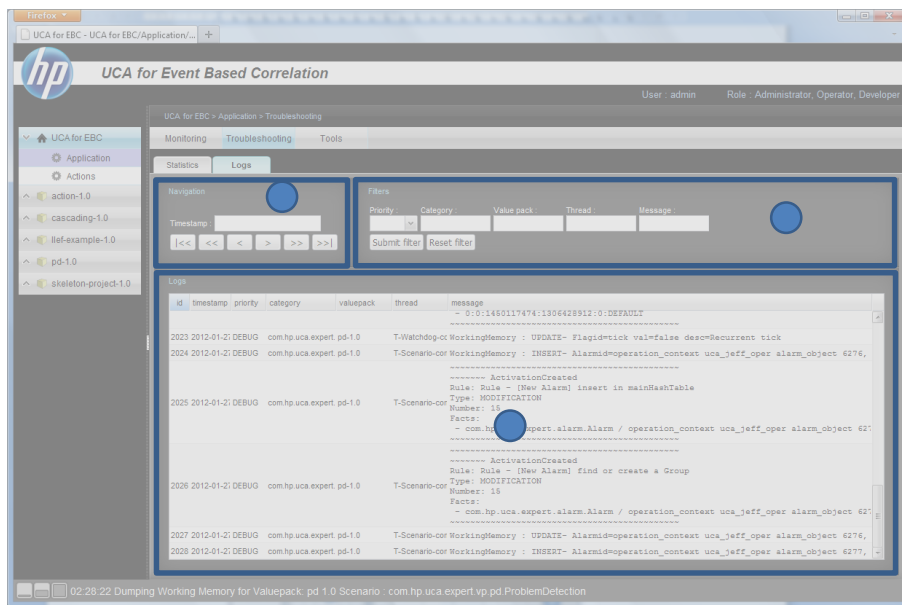 Firefox
UCA for EBC - UCA for EBC/Application/... +
hp
UCA for Event Based Correlation
User : admin Role : Administrator, Operator, Developer
UCA for EBC > Application > Troubleshooting
UCA for EBC
Application
Actions
action-1.0
cascading-1.0
llef-example-1.0
pd-1.0
skeleton-project-1.0
Monitoring Troubleshooting Tools
Statistics Logs
Navigation
Timestamp
|<< << < > >> >>|
Filters
Priority : Category : Value pack : Thread : Message :
Submit filter Reset filter
Logs
id timestamp priority category valuepack thread message
- 0:0:1450117474:1306428912:0:DEFAULT
~~~~~~~~~~~~~~~~~~~~~~~~~~~~~~~~~~~~~~~~~~~~~~
2023 2012-01-27 DEBUG com.hp.uca.expert. pd-1.0 T-Watchdog-cc WorkingMemory : UPDATE- Flagid=tick val=false desc=Recurrent tick
2024 2012-01-27 DEBUG com.hp.uca.expert. pd-1.0 T-Scenario-cor WorkingMemory : INSERT- Alarmid=operation_context uca_jeff_oper alarm_object 6276,
~~~~~~~~~~~~~~~~~~~~~~~~~~~~~~~~~~~~~~~~~~~~~~
------- ActivationCreated
Rule: Rule - [New Alarm] insert in mainHashTable
Type: MODIFICATION
2025 2012-01-27 DEBUG com.hp.uca.expert. pd-1.0 T-Scenario-cor Number: 15
Facts:
- com.hp. expert.alarm.Alarm / operation_context uca_jeff_oper alarm_object 627
~~~~~~~~~~~~~~~~~~~~~~~~~~~~~~~~~~~~~~~~~~~~~~
~~~~~~~~~~~~~~~~~~~~~~~~~~~~~~~~~~~~~~~~~~~~~~
------- ActivationCreated
Rule: Rule - [New Alarm] find or create a Group
Type: MODIFICATION
2026 2012-01-27 DEBUG com.hp.uca.expert. pd-1.0 T-Scenario-cor Number: 15
Facts:
- com.hp.uca.expert.alarm.Alarm / operation_context uca_jeff_oper alarm_object 627
~~~~~~~~~~~~~~~~~~~~~~~~~~~~~~~~~~~~~~~~~~~~~~
2027 2012-01-27 DEBUG com.hp.uca.expert. pd-1.0 T-Scenario-cor WorkingMemory : UPDATE- Alarmid=operation_context uca_jeff_oper alarm_object 6276,
2028 2012-01-27 DEBUG com.hp.uca.expert. pd-1.0 T-Scenario-cor WorkingMemory : INSERT- Alarmid=operation_context uca_jeff_oper alarm_object 6277,
02:28:22 Dumping Working Memory for Valuepack: pd 1.0 Scenario : com.hp.uca.expert.vp.pd.ProblemDetection